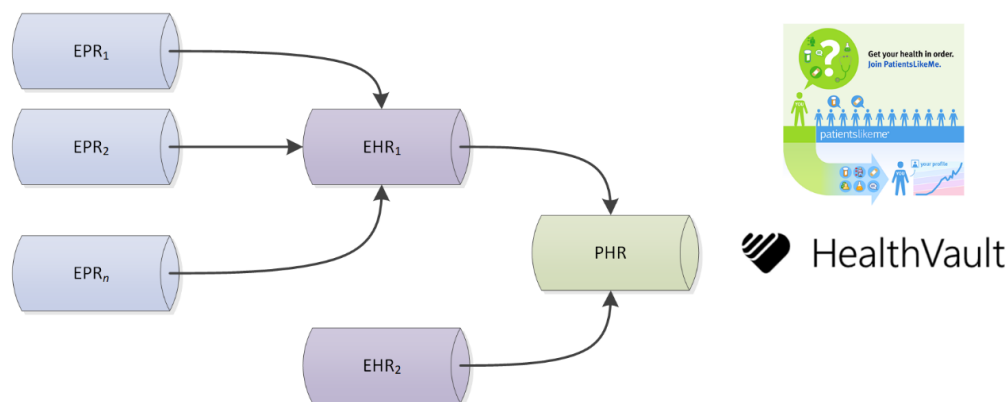 EPR1
EPR2
EPRn
EHR1
EHR2
PHR
Get your health in order.
Join PatientsLikeMe.
patientslikeme
your profile
HealthVault